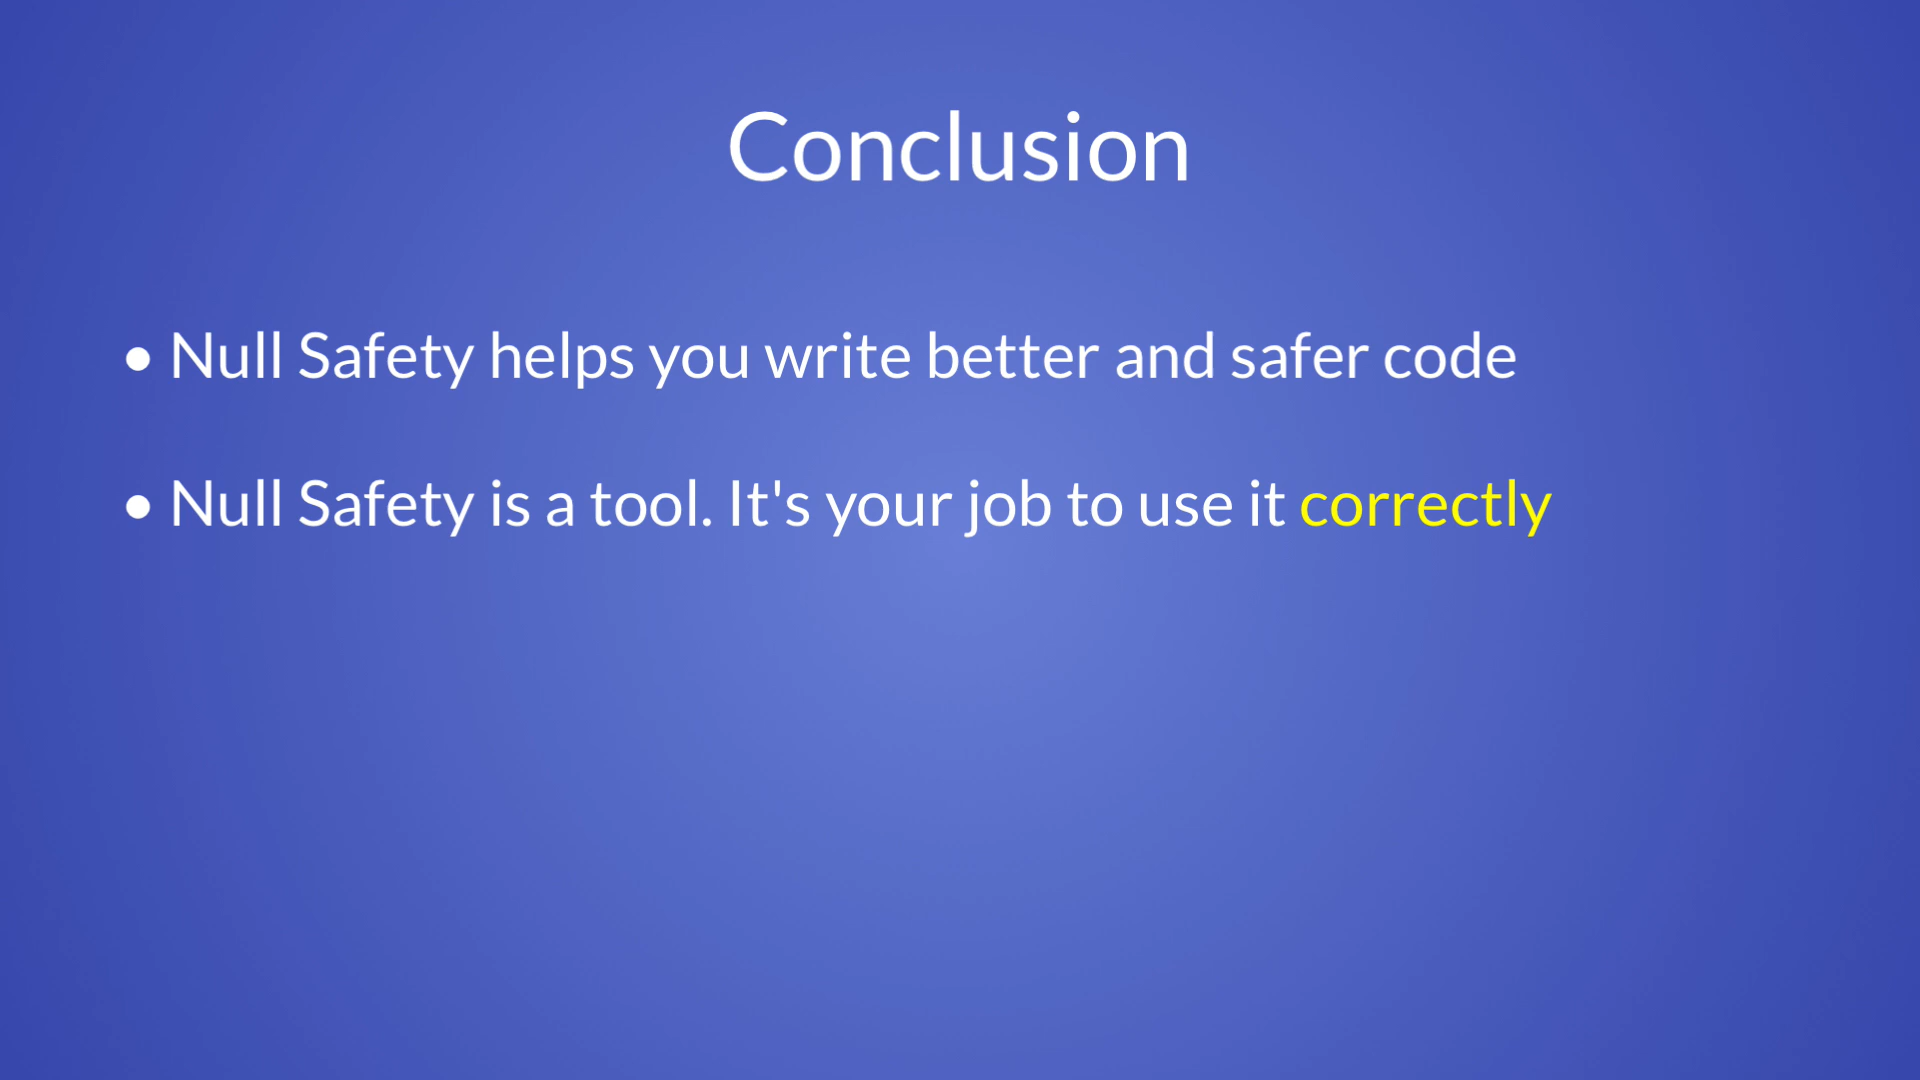 Conclusion
• Null Safety helps you write better and safer code
• Null Safety is a tool. It's your job to use it correctly